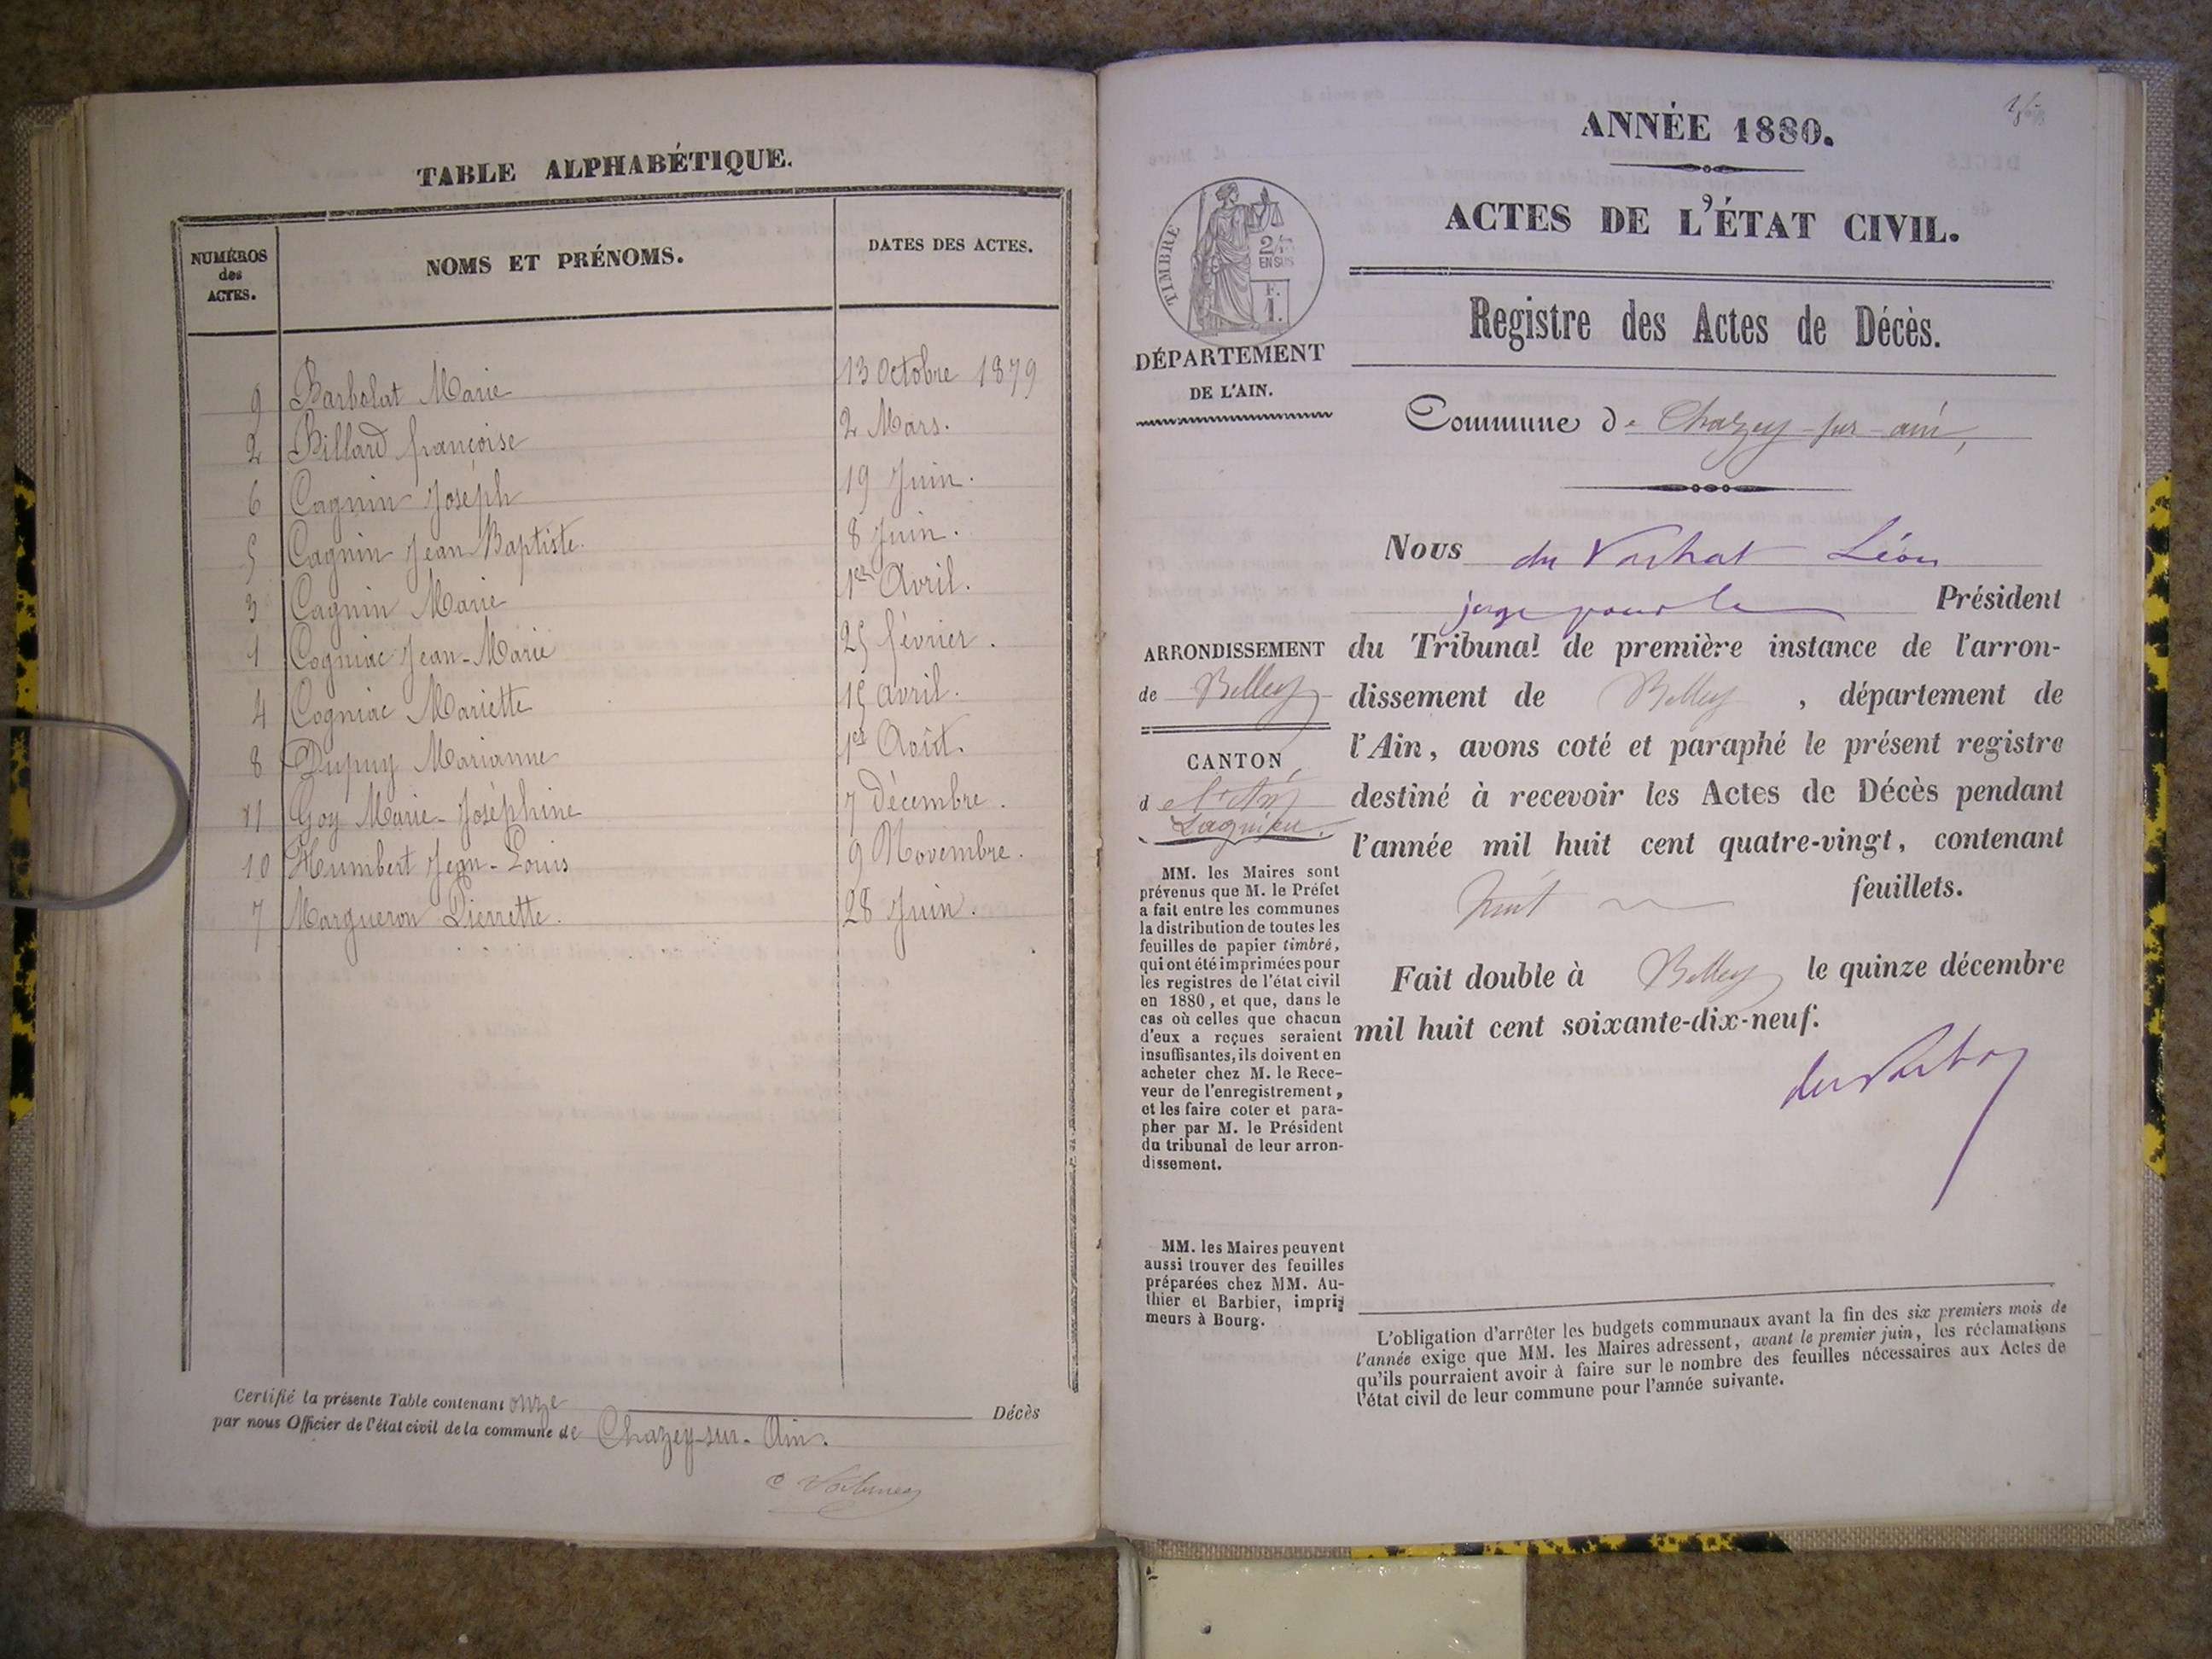 TABLE ALPHABÉTIQUE.
NUMÉROS des ACTES. NOMS ET PRÉNOMS. DATES DES ACTES.
9 Barbolat Marie 13 Octobre 1879
2 Billard françoise 2 Mars.
6 Cagnin Joseph 19 Juin.
5 Cagnin Jean Baptiste. 8 Juin.
3 Cagnin Marie 1er Avril.
1 Cogniac Jean-Marie 25 février.
4 Cogniac Mariette 15 avril.
8 Dupuy Marianne 1er Août.
11 Goy Marie-Joséphine 7 Décembre.
10 Humbert Jean-Louis 9 Novembre.
7 Margueron Pierrette. 28 Juin.
Certifié la présente Table contenant onze Décès
par nous Officier de l'état civil de la commune de Chazey-sur-Ain.
ANNÉE 1880.
ACTES DE L'ÉTAT CIVIL.
Registre des Actes de Décès.
TIMBRE
2/10
EN SUS
F.
1.
DÉPARTEMENT
DE L'AIN.
Commune de Chazey-sur-ain,
Nous du Vachat Léon
juge pour le Président
du Tribunal de première instance de l'arron-
dissement de Belley, département de
l'Ain, avons coté et paraphé le présent registre
destiné à recevoir les Actes de Décès pendant
l'année mil huit cent quatre-vingt, contenant
huit feuillets.
Fait double à Belley le quinze décembre
mil huit cent soixante-dix-neuf.
ARRONDISSEMENT
de Belley
CANTON
de
Lagnieu.
MM. les Maires sont
prévenus que M. le Préfet
a fait entre les communes
la distribution de toutes les
feuilles de papier timbré,
qui ont été imprimées pour
les registres de l'état civil
en 1880, et que, dans le
cas où celles que chacun
d'eux a reçues seraient
insuffisantes, ils doivent en
acheter chez M. le Rece-
veur de l'enregistrement,
et les faire coter et para-
pher par M. le Président
du tribunal de leur arron-
dissement.
MM. les Maires peuvent
aussi trouver des feuilles
préparées chez MM. Au-
thier et Barbier, impri-
meurs à Bourg.
L'obligation d'arrêter les budgets communaux avant la fin des six premiers mois de
l'année exige que MM. les Maires adressent, avant le premier juin, les réclamations
qu'ils pourraient avoir à faire sur le nombre des feuilles nécessaires aux Actes de
l'état civil de leur commune pour l'année suivante.